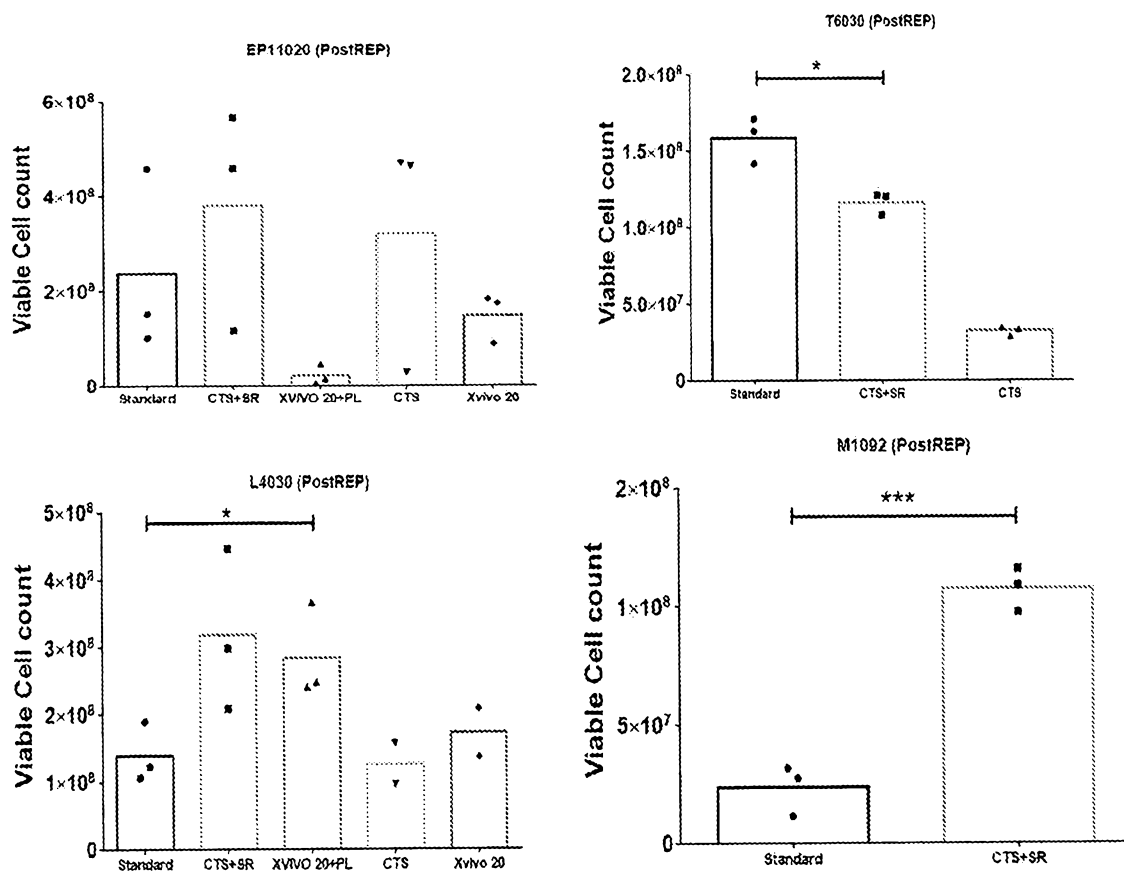 EP11020 (PostREP)
Viable Cell count
6×10⁸
4×10⁸
2×10⁸
0
Standard CTS+SR XVIVO 20+PL CTS Xvivo 20
T6030 (PostREP)
*
Viable Cell count
2.0×10⁸
1.5×10⁸
1.0×10⁸
5.0×10⁷
0
Standard CTS+SR CTS
L4030 (PostREP)
*
Viable Cell count
5×10⁸
4×10⁸
3×10⁸
2×10⁸
1×10⁸
0
Standard CTS+SR XVIVO 20+PL CTS Xvivo 20
M1092 (PostREP)
***
Viable Cell count
2×10⁸
1×10⁸
5×10⁷
0
Standard CTS+SR